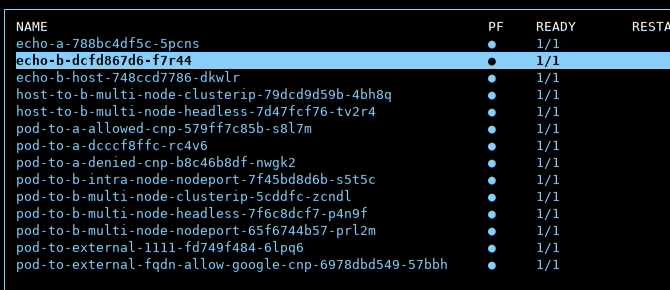 NAME PF READY RESTA
echo-a-788bc4df5c-5pcns ● 1/1
echo-b-dcfd867d6-f7r44 ● 1/1
echo-b-host-748ccd7786-dkwlr ● 1/1
host-to-b-multi-node-clusterip-79dcd9d59b-4bh8q ● 1/1
host-to-b-multi-node-headless-7d47fcf76-tv2r4 ● 1/1
pod-to-a-allowed-cnp-579ff7c85b-s8l7m ● 1/1
pod-to-a-dcccf8ffc-rc4v6 ● 1/1
pod-to-a-denied-cnp-b8c46b8df-nwgk2 ● 1/1
pod-to-b-intra-node-nodeport-7f45bd8d6b-s5t5c ● 1/1
pod-to-b-multi-node-clusterip-5cddfc-zcndl ● 1/1
pod-to-b-multi-node-headless-7f6c8dcf7-p4n9f ● 1/1
pod-to-b-multi-node-nodeport-65f6744b57-prl2m ● 1/1
pod-to-external-1111-fd749f484-6lpq6 ● 1/1
pod-to-external-fqdn-allow-google-cnp-6978dbd549-57bbh ● 1/1